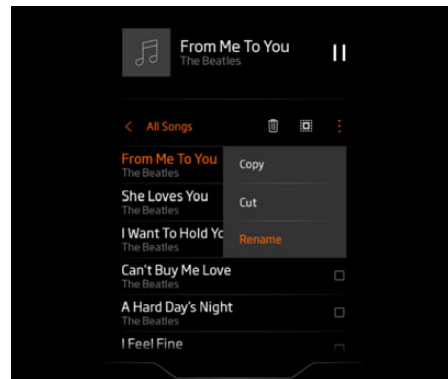 From Me To You
The Beatles
All Songs
From Me To You
The Beatles
Copy
She Loves You
The Beatles
Cut
I Want To Hold Yo
The Beatles
Rename
Can't Buy Me Love
The Beatles
A Hard Day's Night
The Beatles
I Feel Fine